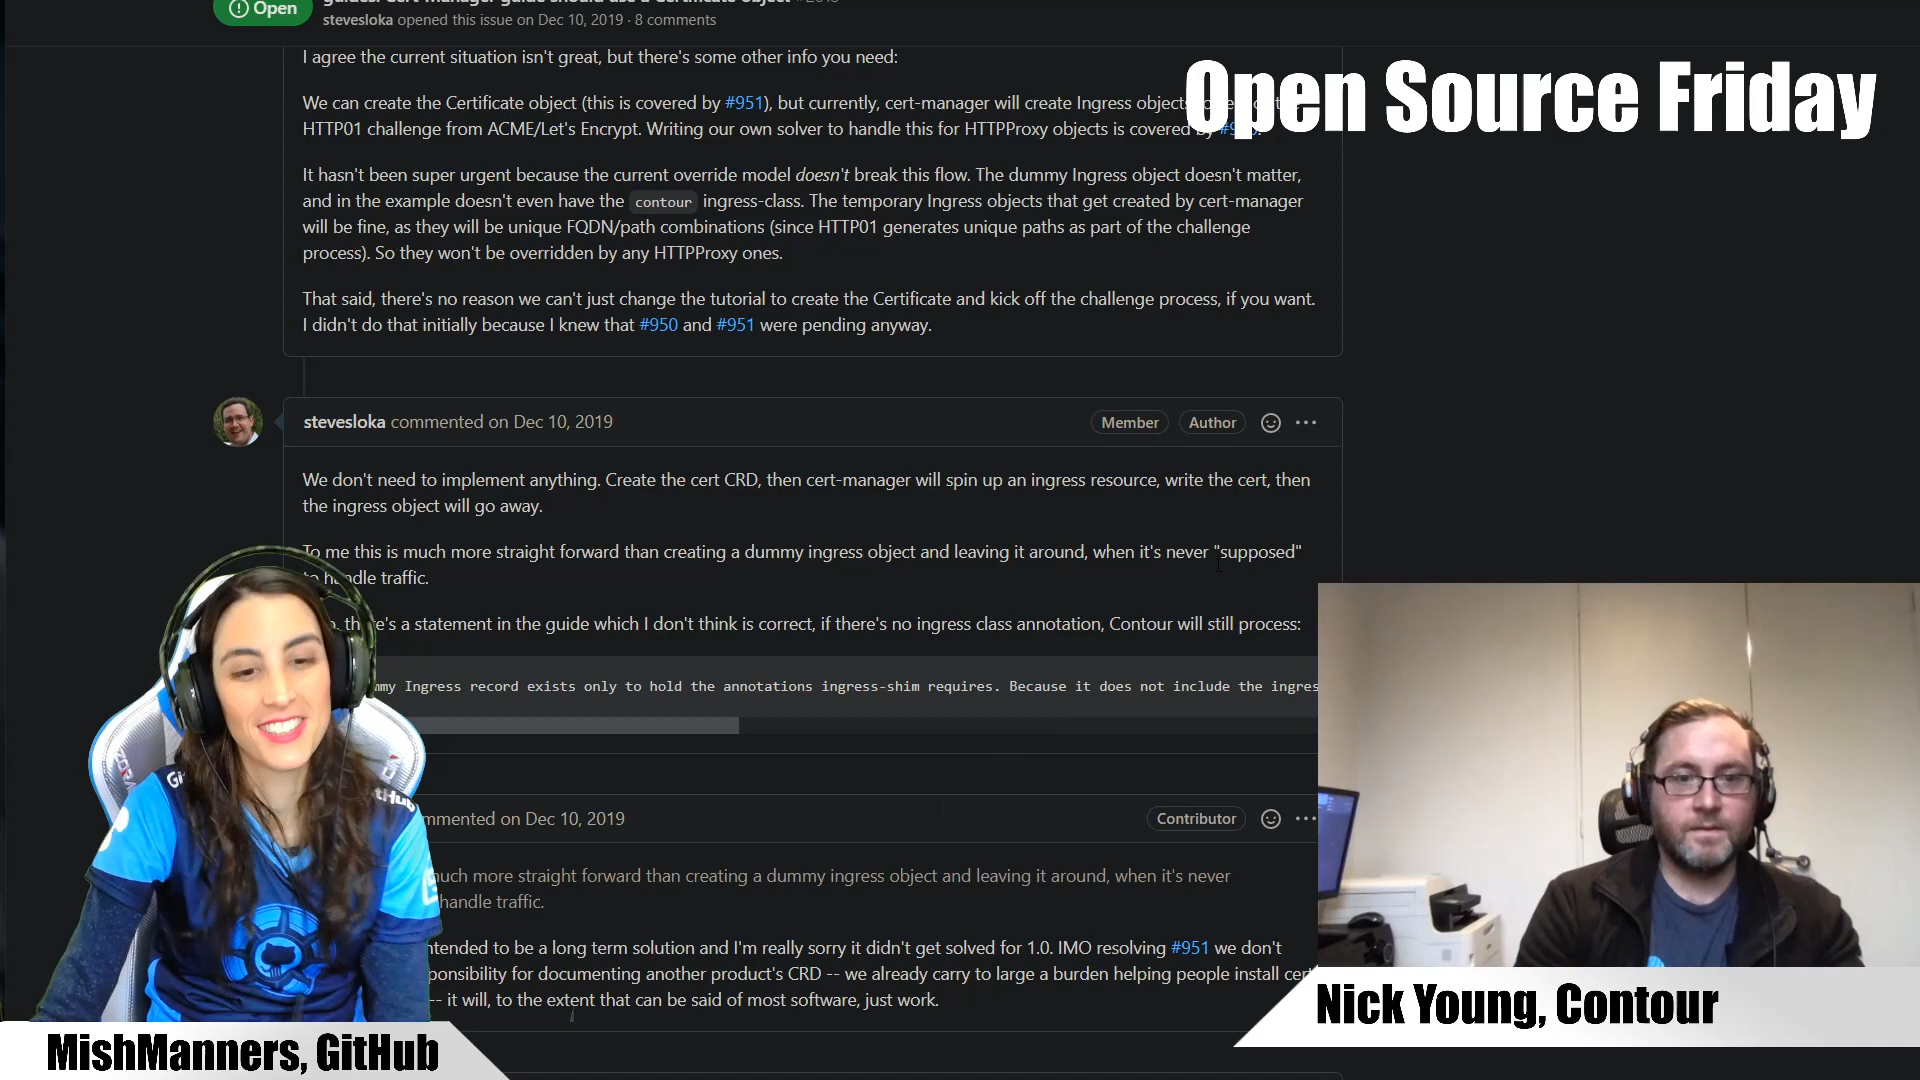 Open
guides: Cert-Manager guide should use a Certificate object
stevesloka opened this issue on Dec 10, 2019 · 8 comments
Open Source Friday
I agree the current situation isn't great, but there's some other info you need:
We can create the Certificate object (this is covered by #951), but currently, cert-manager will create Ingress objects
HTTP01 challenge from ACME/Let's Encrypt. Writing our own solver to handle this for HTTPProxy objects is covered by
It hasn't been super urgent because the current override model doesn't break this flow. The dummy Ingress object doesn't matter,
and in the example doesn't even have the contour ingress-class. The temporary Ingress objects that get created by cert-manager
will be fine, as they will be unique FQDN/path combinations (since HTTP01 generates unique paths as part of the challenge
process). So they won't be overridden by any HTTPProxy ones.
That said, there's no reason we can't just change the tutorial to create the Certificate and kick off the challenge process, if you want.
I didn't do that initially because I knew that #950 and #951 were pending anyway.
stevesloka commented on Dec 10, 2019 Member Author
We don't need to implement anything. Create the cert CRD, then cert-manager will spin up an ingress resource, write the cert, then
the ingress object will go away.
To me this is much more straight forward than creating a dummy ingress object and leaving it around, when it's never "supposed"
to handle traffic.
there's a statement in the guide which I don't think is correct, if there's no ingress class annotation, Contour will still process:
Ingress record exists only to hold the annotations ingress-shim requires. Because it does not include the ingres
on Dec 10, 2019 Contributor
much more straight forward than creating a dummy ingress object and leaving it around, when it's never
handle traffic.
intended to be a long term solution and I'm really sorry it didn't get solved for 1.0. IMO resolving #951 we don't
for documenting another product's CRD -- we already carry to large a burden helping people install
-- it will, to the extent that can be said of most software, just work.
MishManners, GitHub
Nick Young, Contour